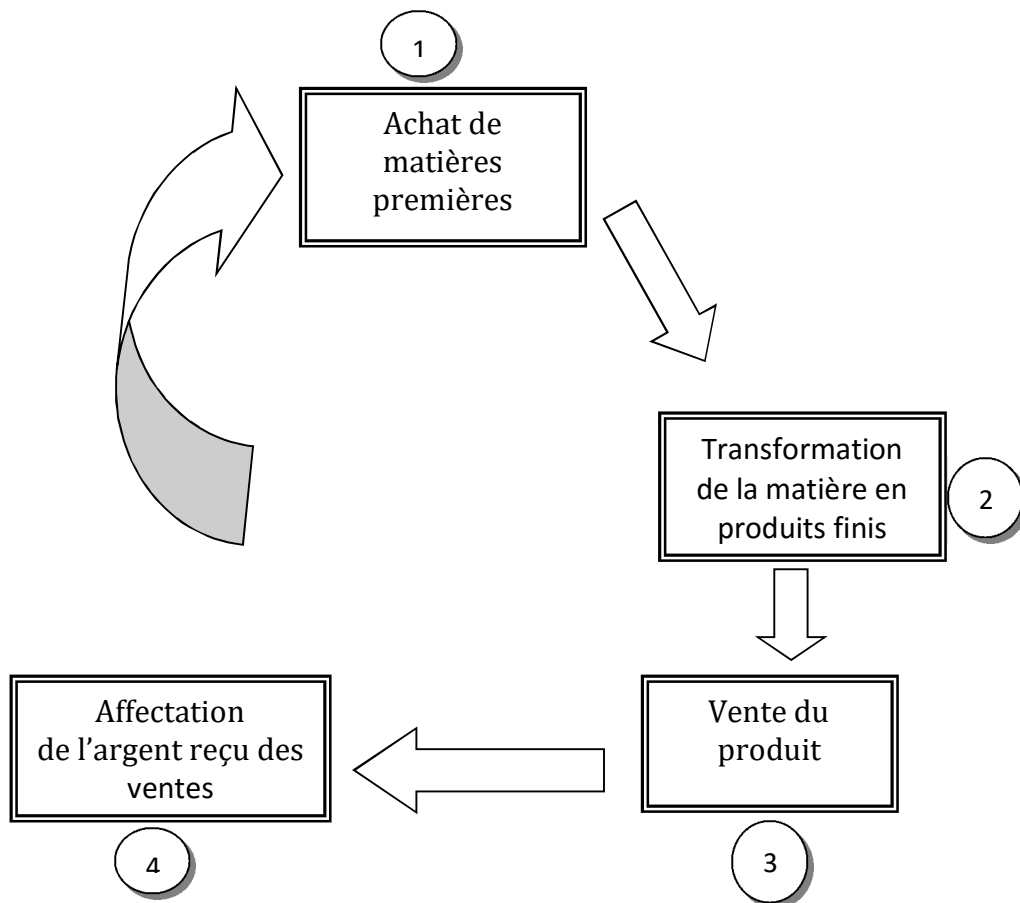 1
Achat de
matières
premières
Transformation
de la matière en
produits finis
2
Vente du
produit
3
Affectation
de l’argent reçu des
ventes
4